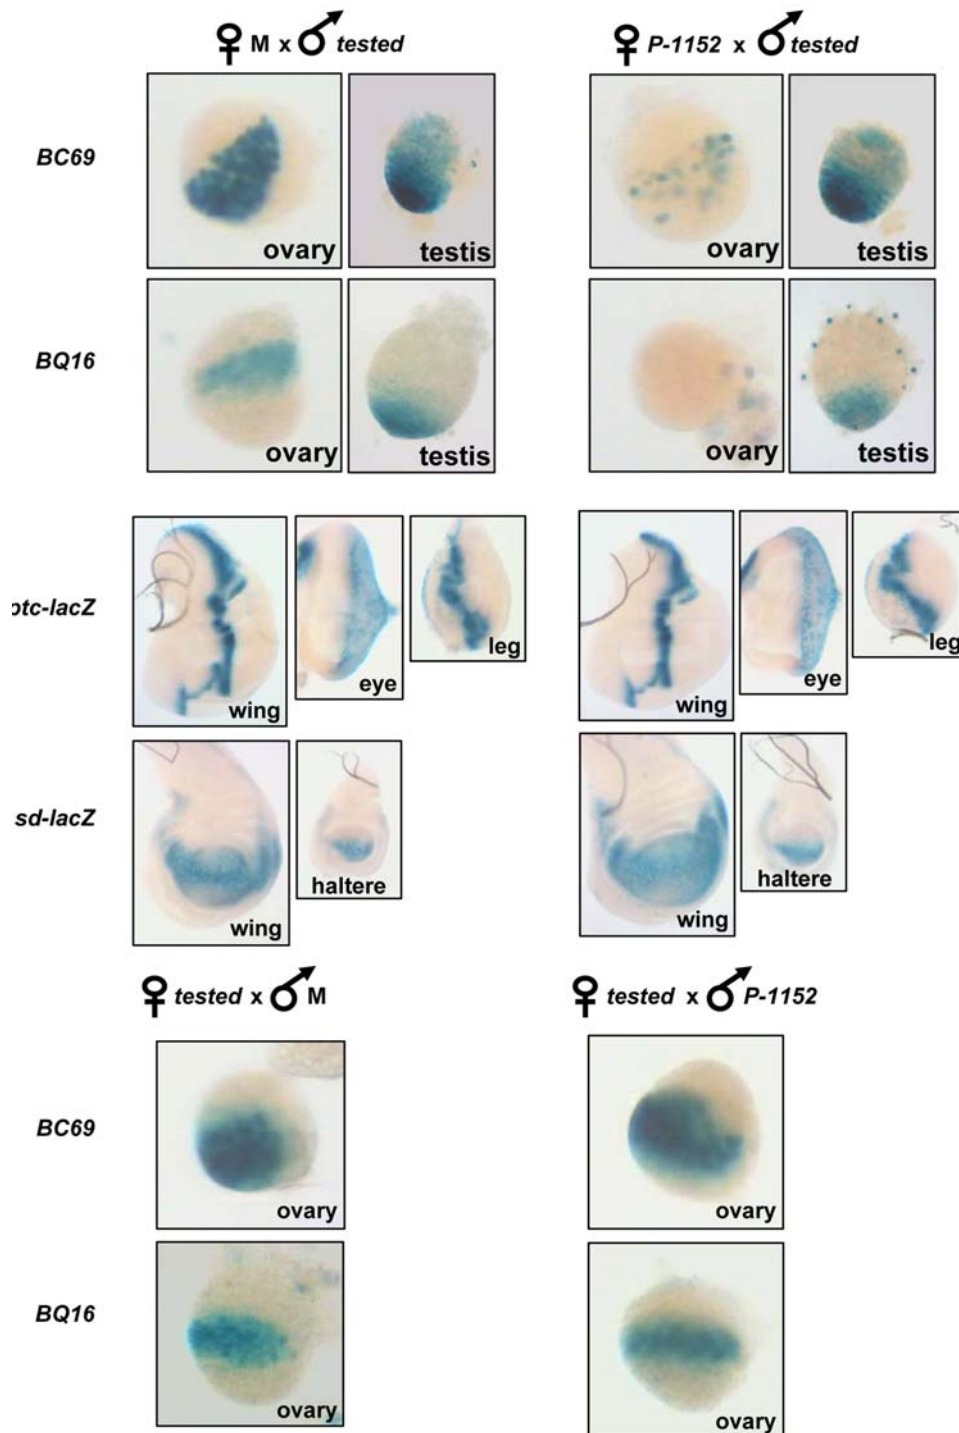 ♀ M x ♂ tested
♀ P-1152 x ♂ tested
BC69
ovary
testis
ovary
testis
BQ16
ovary
testis
ovary
testis
otc-lacZ
wing
eye
leg
wing
eye
leg
sd-lacZ
wing
haltere
wing
haltere
♀ tested x ♂ M
♀ tested x ♂ P-1152
BC69
ovary
ovary
BQ16
ovary
ovary